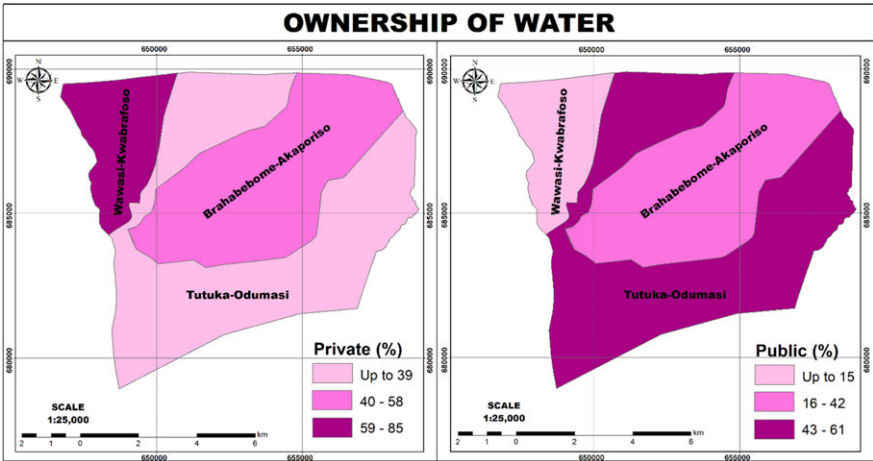 OWNERSHIP OF WATER
650000 655000
690000
N
W E
S
Wawasi-Kwabrafoso
Brahabebome-Akaporiso
685000
Tutuka-Odumasi
680000
Private (%)
Up to 39
40 - 58
59 - 85
SCALE
1:25,000
2 1 0 2 4 6 km
650000 655000
650000 655000
690000
N
W E
S
Wawasi-Kwabrafoso
Brahabebome-Akaporiso
685000
Tutuka-Odumasi
680000
Public (%)
Up to 15
16 - 42
43 - 61
SCALE
1:25,000
2 1 0 2 4 6 km
650000 655000